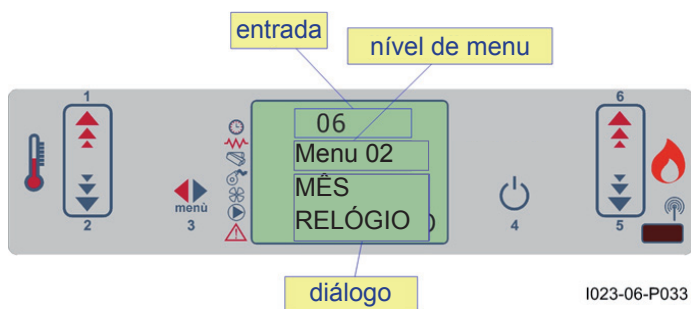 entrada
nível de menu
1
6
06
Menu 02
MÊS
RELÓGIO
menù
2
3
4
5
diálogo
I023-06-P033